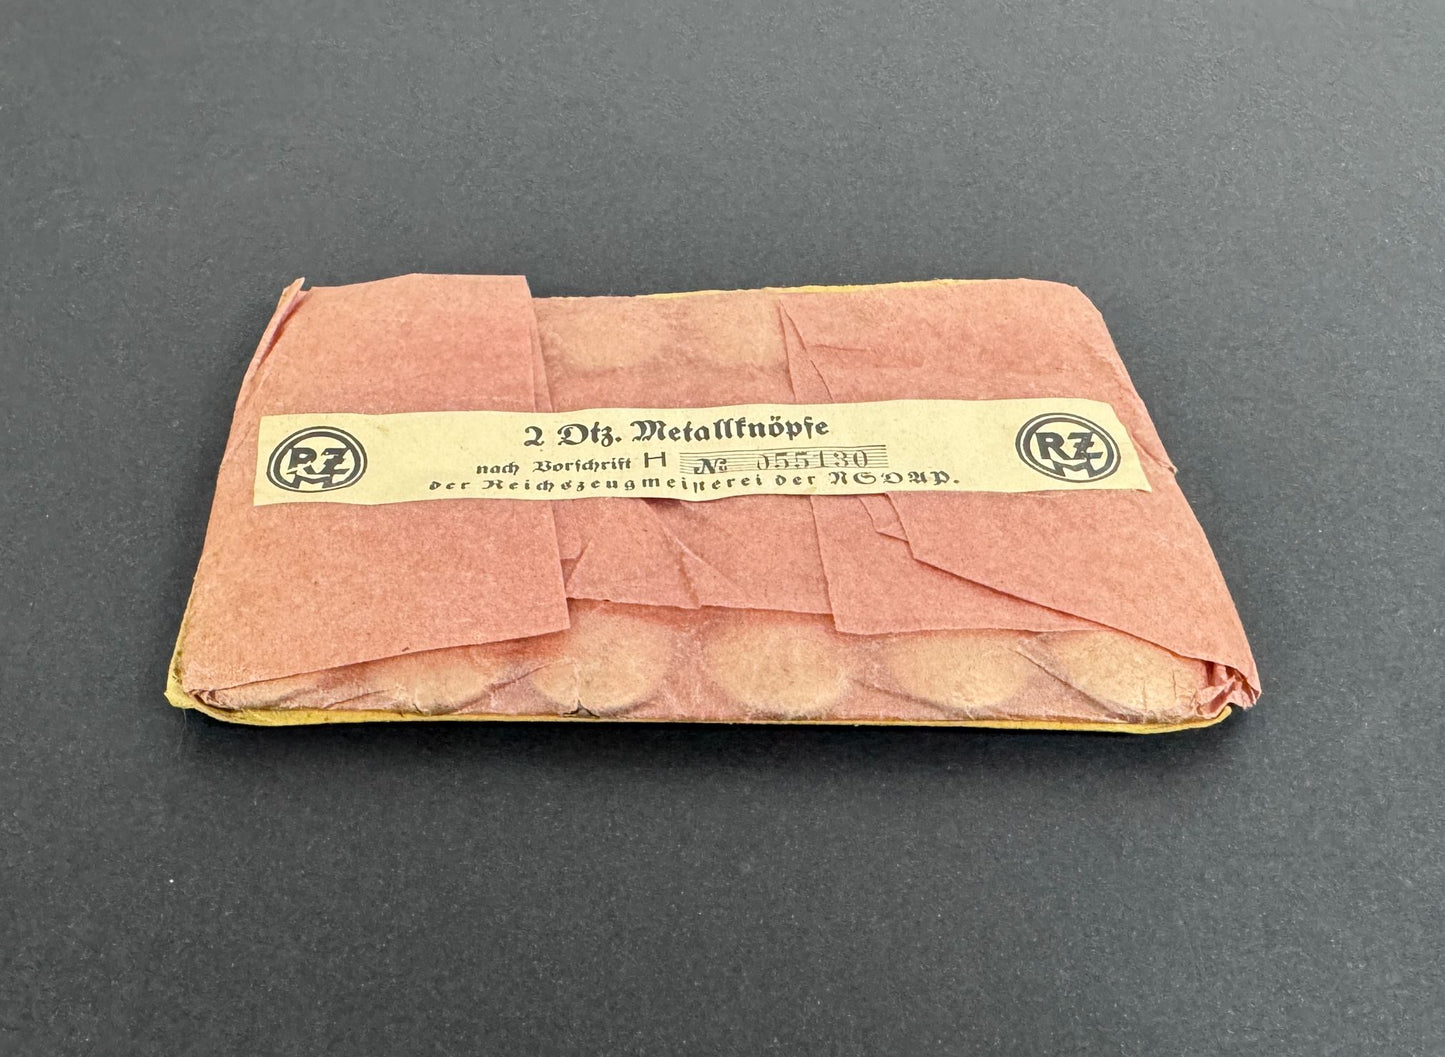 2 Dtz. Metallknöpfe
RZM
nach Vorschrift H № 055130
RZM
der Reichszeugmeisterei der NSDAP.